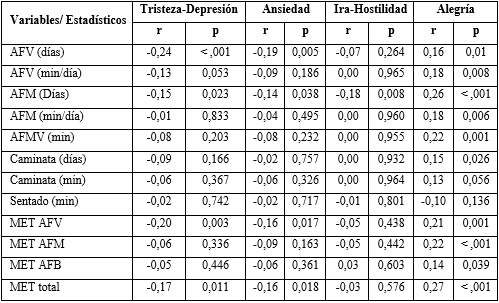 Variables/ Estadísticos Tristeza-Depresión Ansiedad Ira-Hostilidad Alegría
r p r p r p r p
AFV (días) -0,24 <,001 -0,19 0,005 -0,07 0,264 0,16 0,01
AFV (min/día) -0,13 0,053 -0,09 0,186 0,00 0,965 0,18 0,008
AFM (Días) -0,15 0,023 -0,14 0,038 -0,18 0,008 0,26 <,001
AFM (min/día) -0,01 0,833 -0,04 0,495 0,00 0,960 0,18 0,006
AFMV (min) -0,08 0,203 -0,08 0,232 0,00 0,955 0,22 0,001
Caminata (días) -0,09 0,166 -0,02 0,757 0,00 0,932 0,15 0,026
Caminata (min) -0,06 0,367 -0,06 0,326 0,00 0,964 0,13 0,056
Sentado (min) -0,02 0,742 -0,02 0,717 -0,01 0,801 -0,10 0,136
MET AFV -0,20 0,003 -0,16 0,017 -0,05 0,438 0,21 0,001
MET AFM -0,06 0,336 -0,09 0,163 -0,05 0,442 0,22 <,001
MET AFB -0,05 0,446 -0,06 0,361 0,03 0,603 0,14 0,039
MET total -0,17 0,011 -0,16 0,018 -0,03 0,576 0,27 <,001